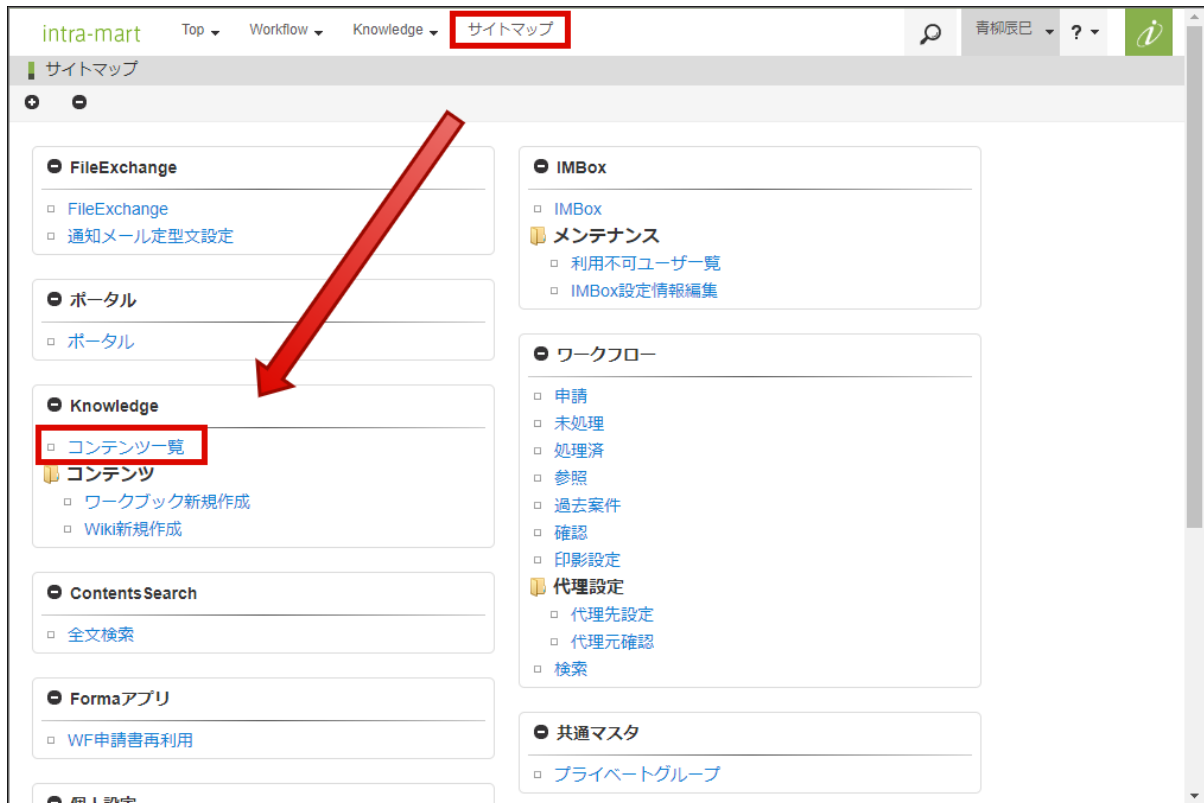 intra-mart Top Workflow Knowledge サイトマップ 青柳辰巳 ?
サイトマップ
FileExchange
FileExchange
通知メール定型文設定
ポータル
ポータル
Knowledge
コンテンツ一覧
コンテンツ
ワークブック新規作成
Wiki新規作成
ContentsSearch
全文検索
Formaアプリ
WF申請書再利用
個人設定
IMBox
IMBox
メンテナンス
利用不可ユーザ一覧
IMBox設定情報編集
ワークフロー
申請
未処理
処理済
参照
過去案件
確認
印影設定
代理設定
代理先設定
代理元確認
検索
共通マスタ
プライベートグループ